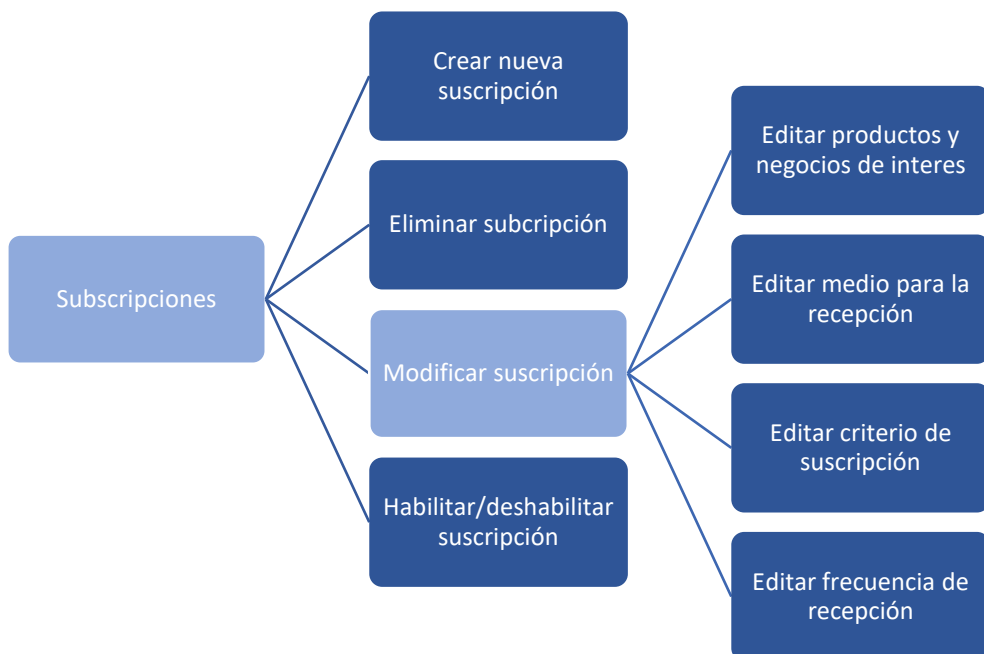 Subscripciones
Crear nueva
suscripción
Eliminar subcripción
Modificar suscripción
Habilitar/deshabilitar
suscripción
Editar productos y
negocios de interes
Editar medio para la
recepción
Editar criterio de
suscripción
Editar frecuencia de
recepción